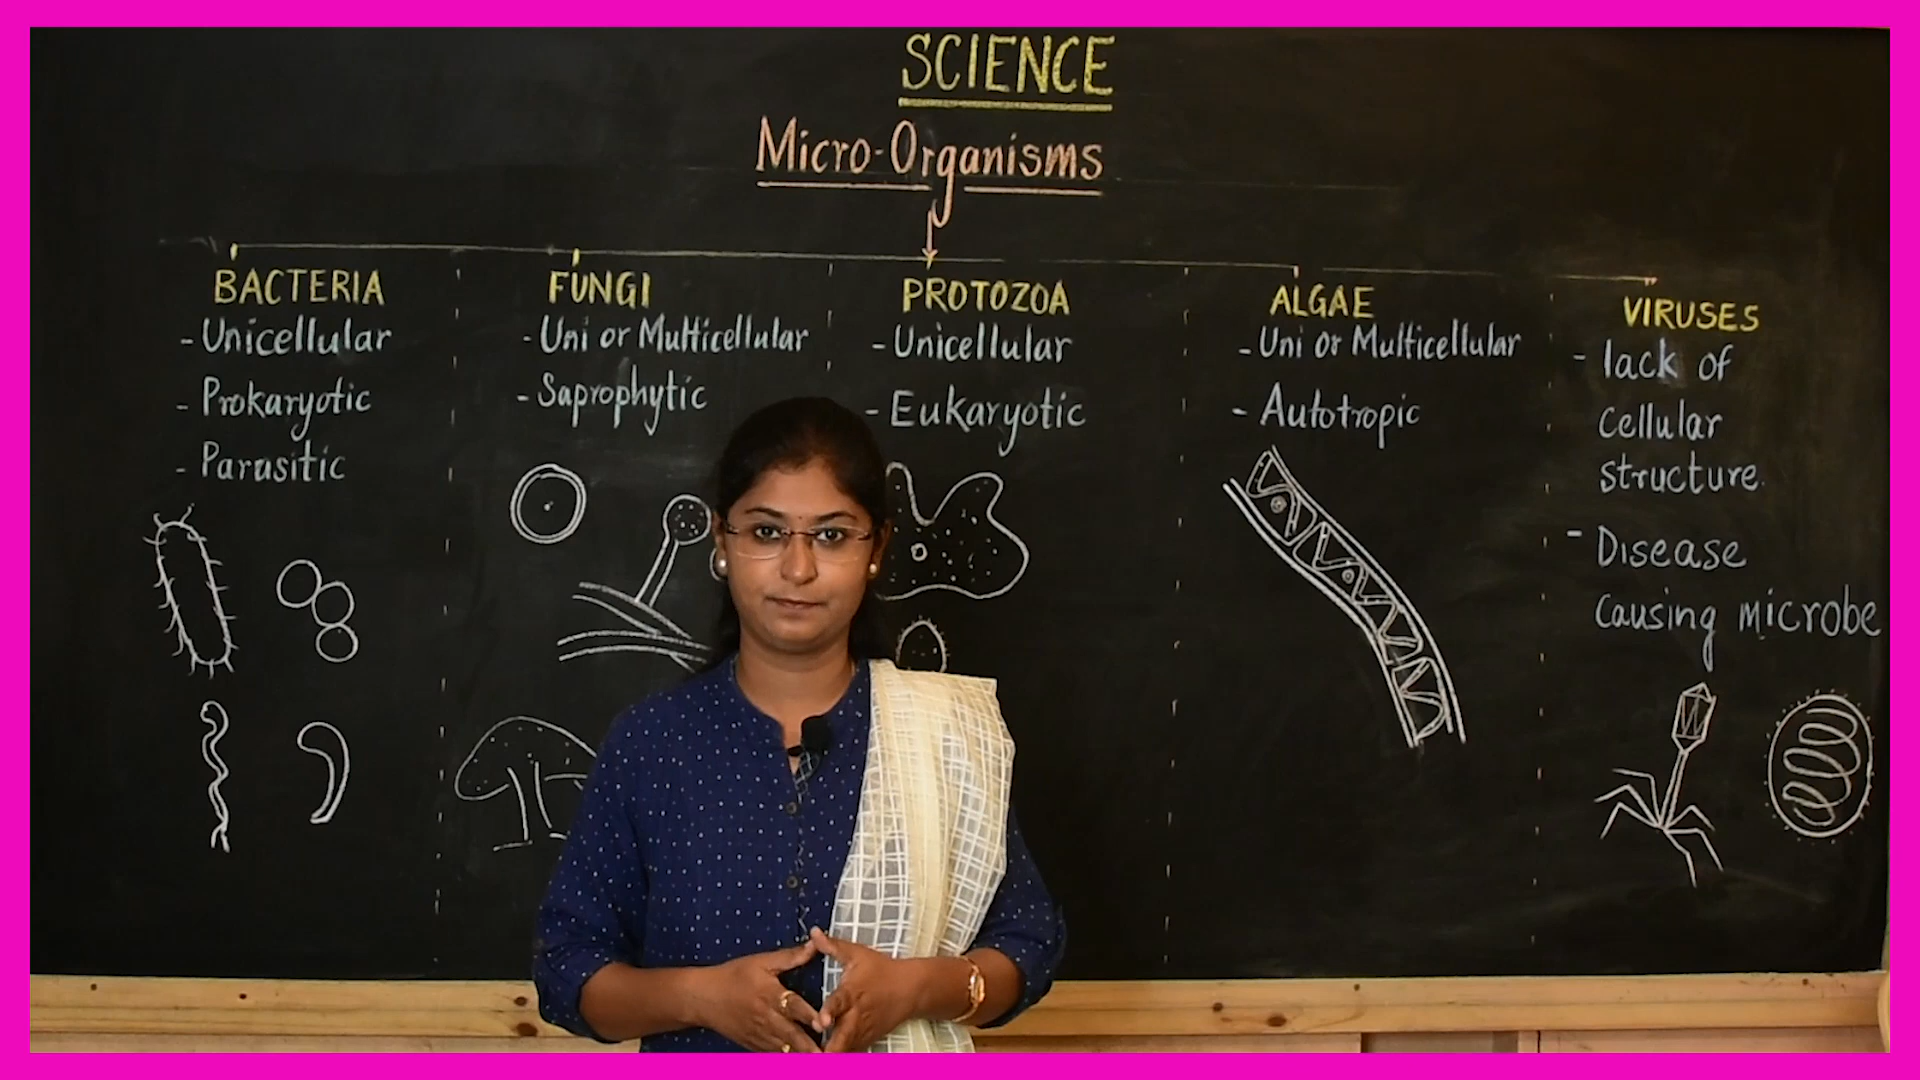 SCIENCE
Micro-Organisms
BACTERIA
- Unicellular
- Prokaryotic
- Parasitic
FUNGI
- Uni or Multicellular
- Saprophytic
PROTOZOA
- Unicellular
- Eukaryotic
ALGAE
- Uni or Multicellular
- Autotropic
VIRUSES
- lack of
cellular
structure.
- Disease
causing microbe